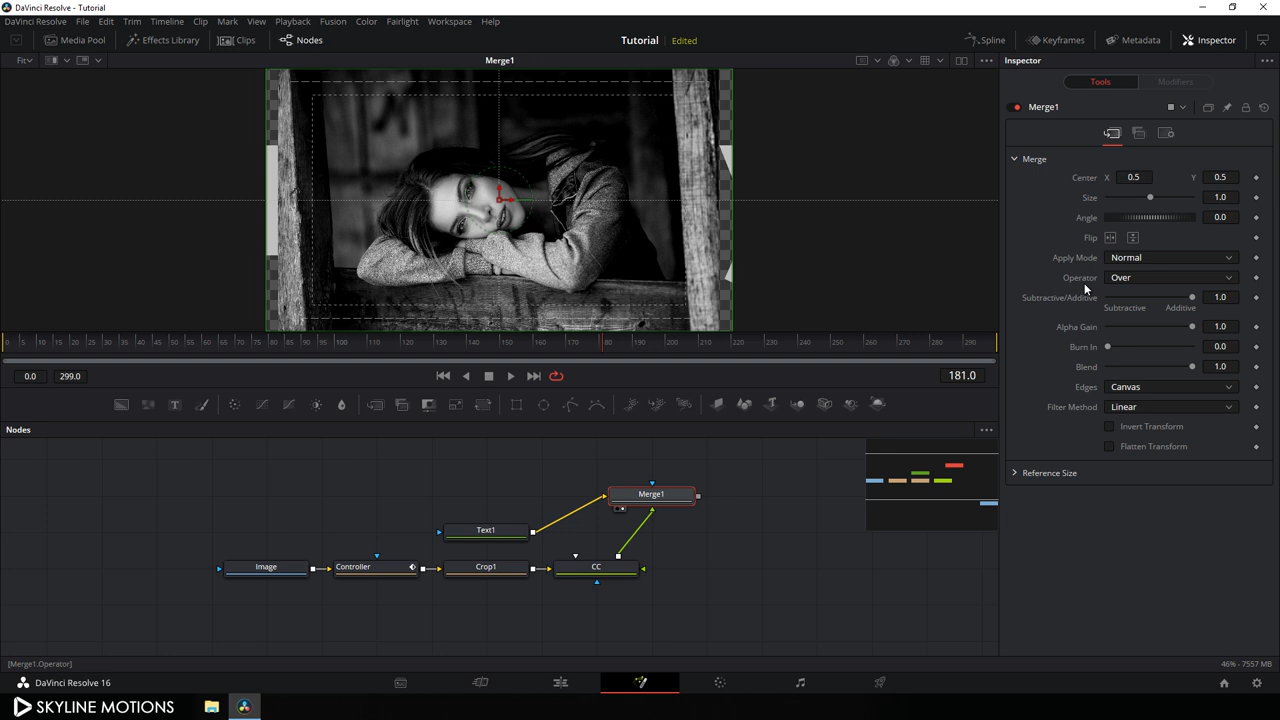 DaVinci Resolve - Tutorial
DaVinci Resolve File Edit Trim Timeline Clip Mark View Playback Fusion Color Fairlight Workspace Help
Media Pool Effects Library Clips Nodes Tutorial Edited Spline Keyframes Metadata Inspector
Fit Merge1 Inspector
Tools Modifiers
Merge1
Merge
Center X 0.5 Y 0.5
Size 1.0
Angle 0.0
Flip
Apply Mode Normal
Operator Over
Subtractive/Additive 1.0
Subtractive Additive
Alpha Gain 1.0
Burn In 0.0
Blend 1.0
Edges Canvas
Filter Method Linear
Invert Transform
Flatten Transform
Reference Size
0 5 10 15 20 25 30 35 40 45 50 55 60 65 70 75 80 85 90 95 100 110 120 130 140 150 160 170 180 190 200 210 220 230 240 250 260 270 280 290
0.0 299.0 181.0
Nodes
Merge1
Text1
Image Controller Crop1 CC
[Merge1.Operator] 46% - 7557 MB
DaVinci Resolve 16
SKYLINE MOTIONS